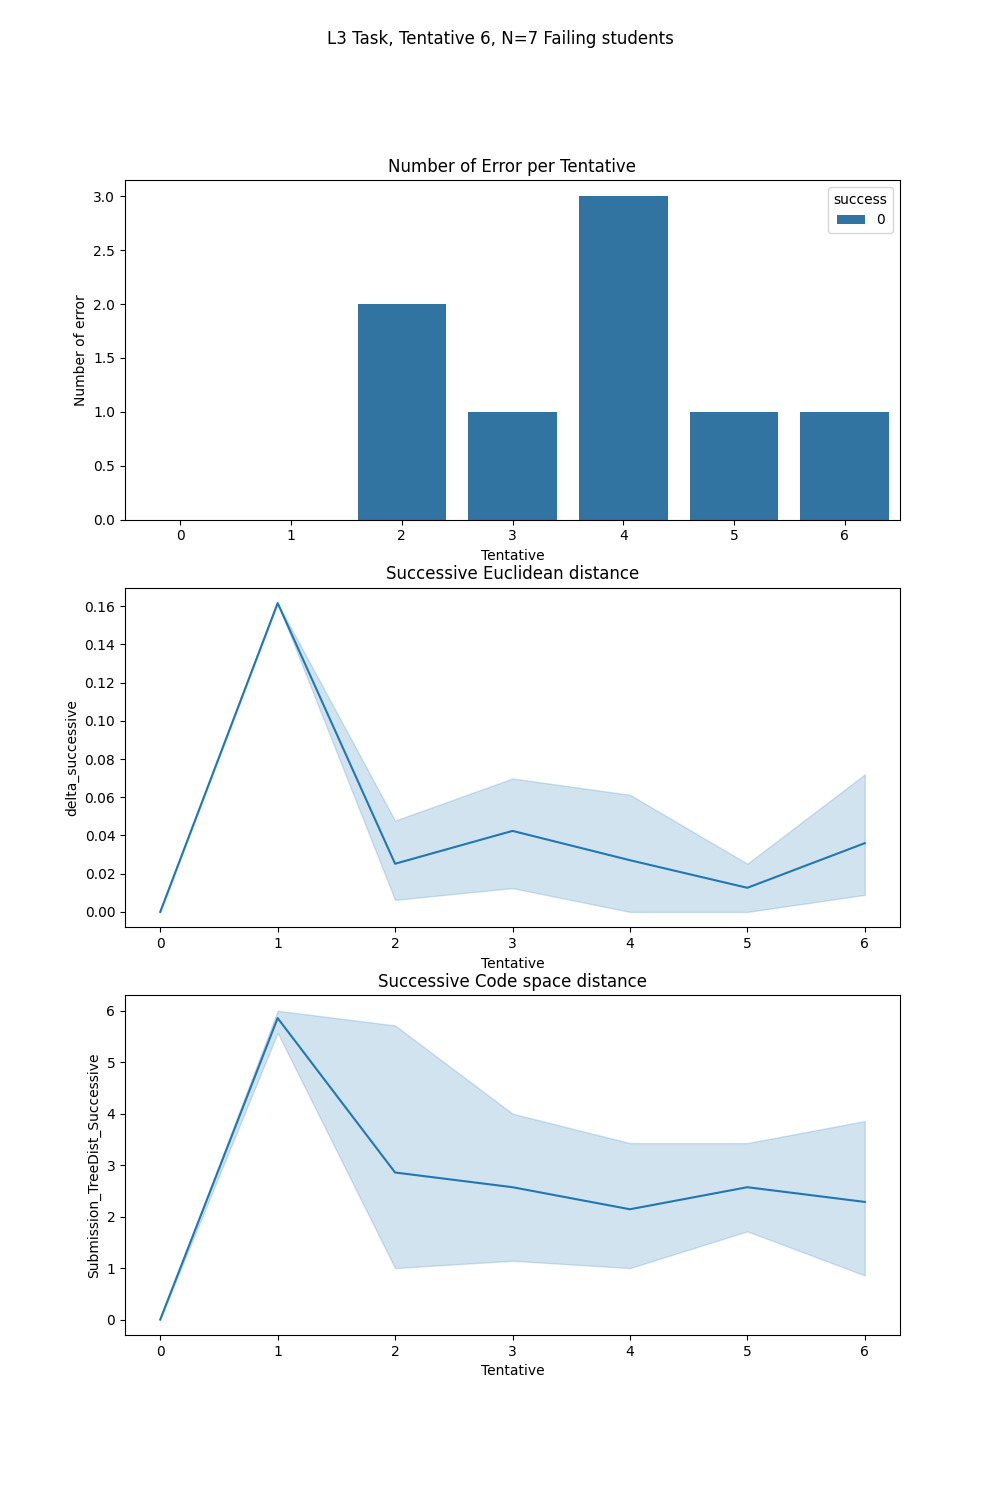 L3 Task, Tentative 6, N=7 Failing students
Number of Error per Tentative
success
0
3.0
2.5
2.0
1.5
1.0
0.5
0.0
Number of error
0 1 2 3 4 5 6
Tentative
Successive Euclidean distance
0.16
0.14
0.12
0.10
0.08
0.06
0.04
0.02
0.00
delta_successive
0 1 2 3 4 5 6
Tentative
Successive Code space distance
6
5
4
3
2
1
0
Submission_TreeDist_Successive
0 1 2 3 4 5 6
Tentative